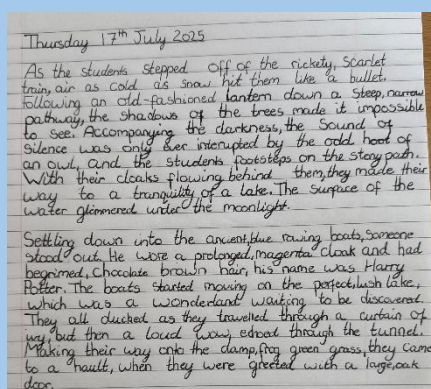 Thursday 17th July 2025
As the students stepped off of the rickety, scarlet
train, air as cold as snow hit them like a bullet.
Following an old-fashioned lantern down a steep, narrow
pathway, the shadows of the trees made it impossible
to see. Accompanying the darkness, the sound of
silence was only ever interupted by the odd hoot of
an owl, and the students footsteps on the stony path.
With their cloaks flowing behind them, they made their
way to a tranquility of a lake. The surface of the
water glimmered under the moonlight.
Settling down into the ancient, blue rowing boats, someone
stood out. He wore a prolonged, magenta cloak and had
begrimed, chocolate brown hair, his name was Harry
Potter. The boats started moving on the perfect, lush lake,
which was a wonderland waiting to be discovered.
They all ducked as they travelled through a curtain of
ivy, but then a loud wow, echoed through the tunnel.
Making their way onto the damp, frog green grass, they came
to a hault, when they were greeted with a large, oak
door.